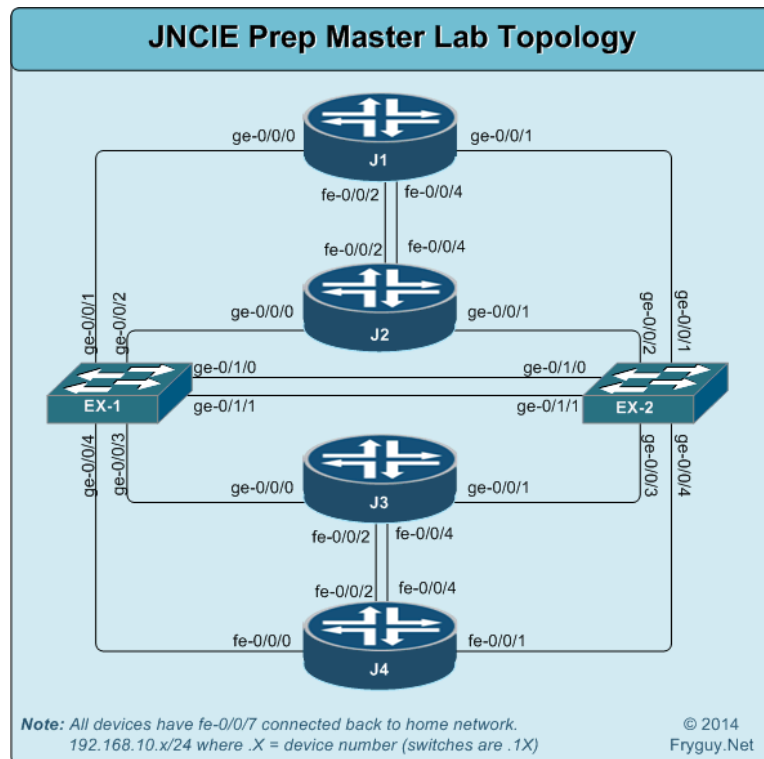 JNCIE Prep Master Lab Topology
ge-0/0/0
ge-0/0/1
J1
fe-0/0/2
fe-0/0/4
fe-0/0/2
fe-0/0/4
ge-0/0/1
ge-0/0/2
ge-0/0/0
ge-0/0/1
J2
ge-0/0/2
ge-0/0/1
ge-0/1/0
ge-0/1/0
EX-1
EX-2
ge-0/1/1
ge-0/1/1
ge-0/0/4
ge-0/0/3
ge-0/0/0
ge-0/0/1
ge-0/0/3
ge-0/0/4
J3
fe-0/0/2
fe-0/0/4
fe-0/0/2
fe-0/0/4
fe-0/0/0
fe-0/0/1
J4
Note: All devices have fe-0/0/7 connected back to home network.
192.168.10.x/24 where .X = device number (switches are .1X)
© 2014
Fryguy.Net